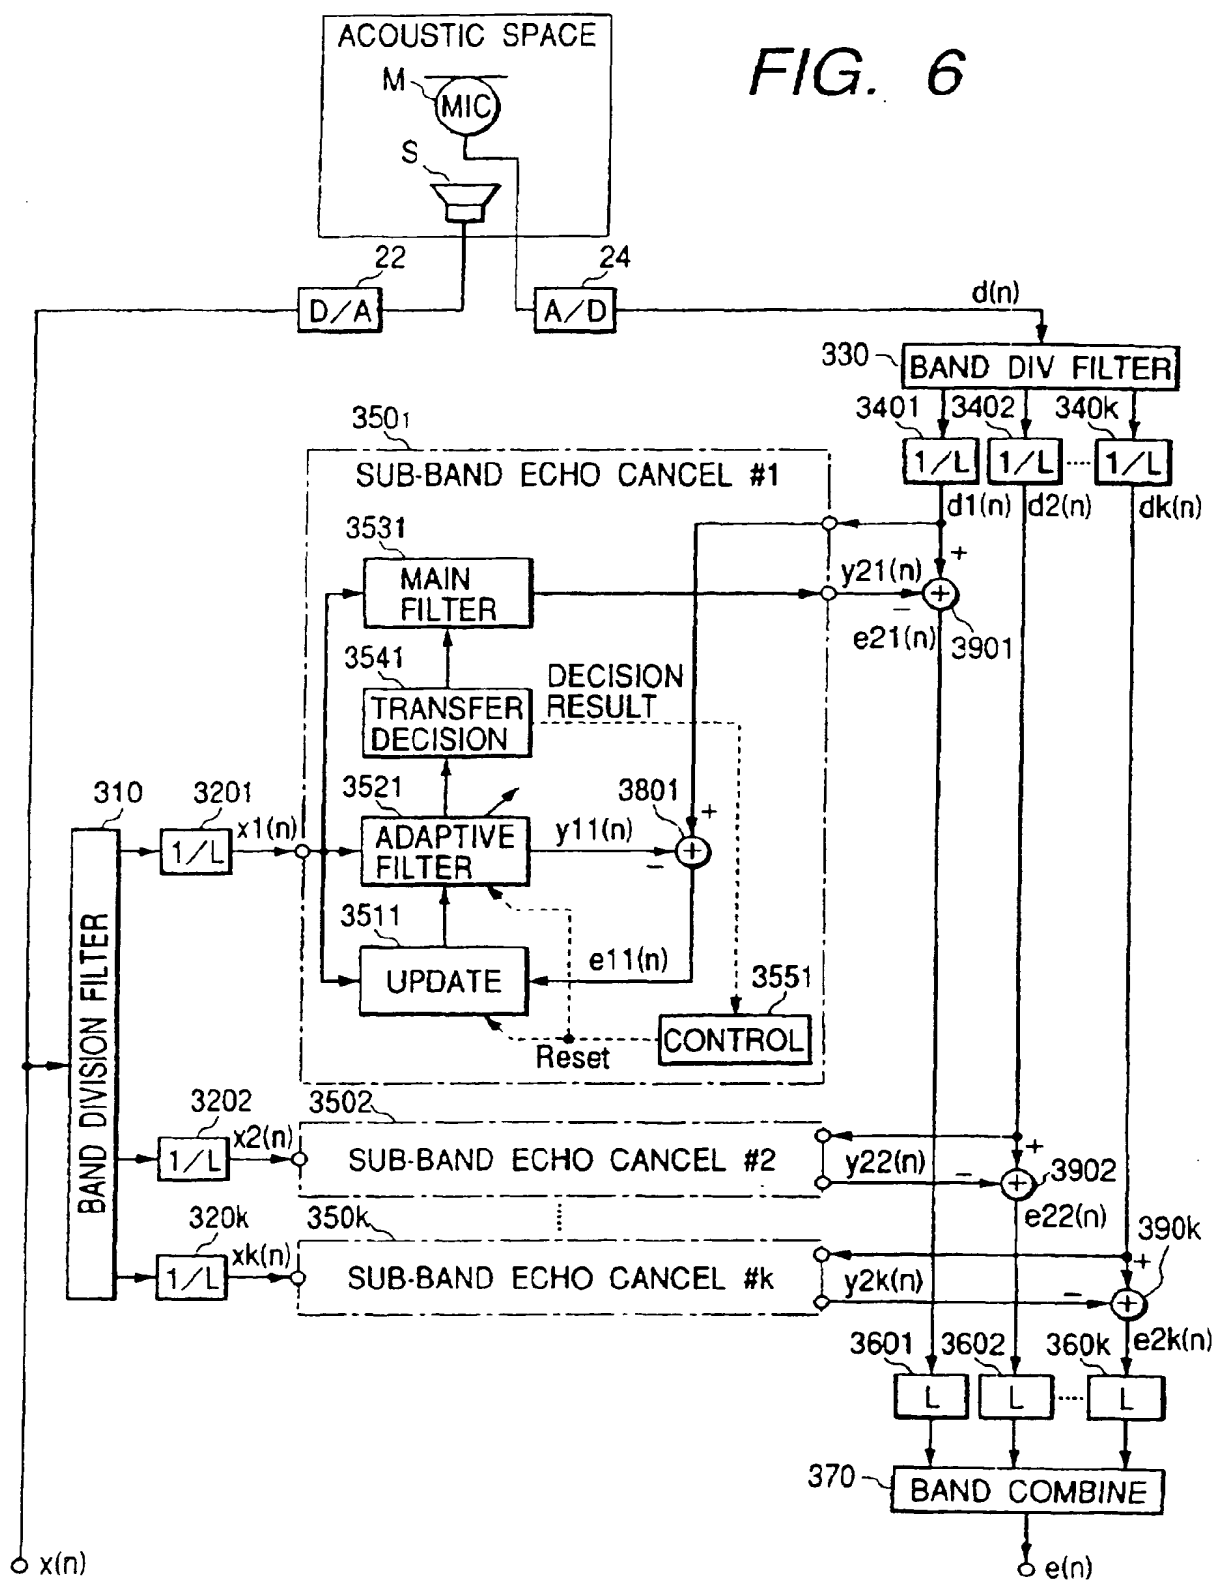 ACOUSTIC SPACE
FIG. 6
M
MIC
S
22
24
D/A
A/D
d(n)
330
BAND DIV FILTER
3401
3402
340k
1/L
1/L
1/L
d1(n)
d2(n)
dk(n)
3501
SUB-BAND ECHO CANCEL #1
3531
MAIN
FILTER
y21(n)
+
−
+
e21(n)
3901
3541
TRANSFER
DECISION
DECISION
RESULT
310
3201
x1(n)
1/L
3521
ADAPTIVE
FILTER
y11(n)
3801
+
−
+
3511
UPDATE
e11(n)
3551
CONTROL
Reset
BAND DIVISION FILTER
3202
x2(n)
1/L
3502
SUB-BAND ECHO CANCEL #2
y22(n)
+
−
+
3902
e22(n)
320k
xk(n)
1/L
350k
SUB-BAND ECHO CANCEL #k
y2k(n)
+
−
+
390k
e2k(n)
3601
3602
360k
L
L
L
370
BAND COMBINE
x(n)
e(n)